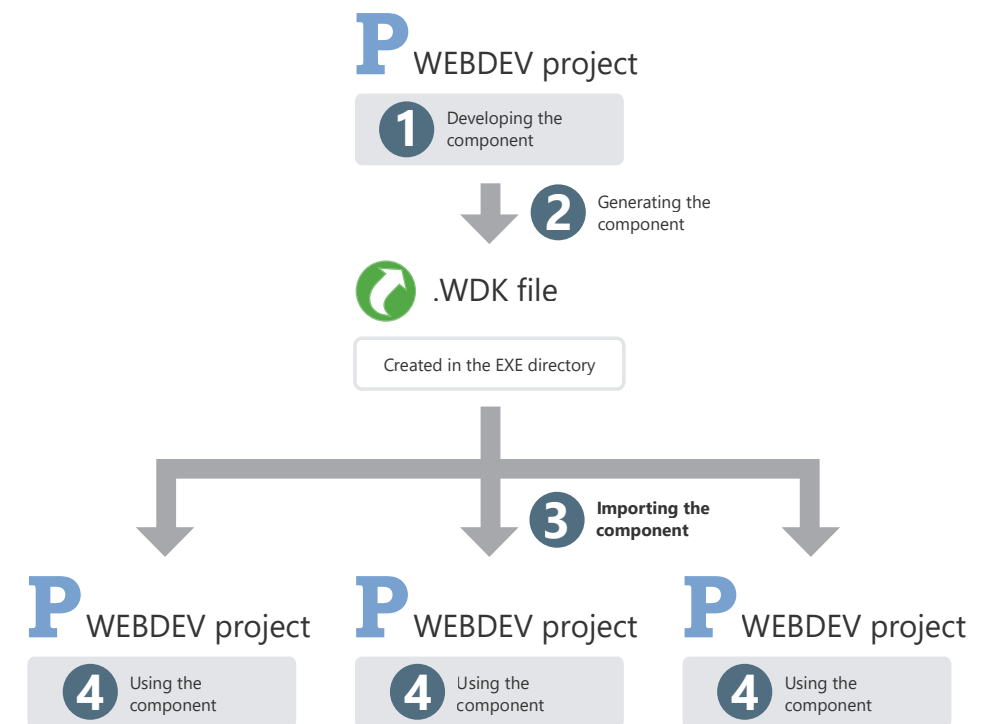 P WEBDEV project
1 Developing the
component
2 Generating the
component
.WDK file
Created in the EXE directory
3 Importing the
component
P WEBDEV project
4 Using the
component
P WEBDEV project
4 Using the
component
P WEBDEV project
4 Using the
component